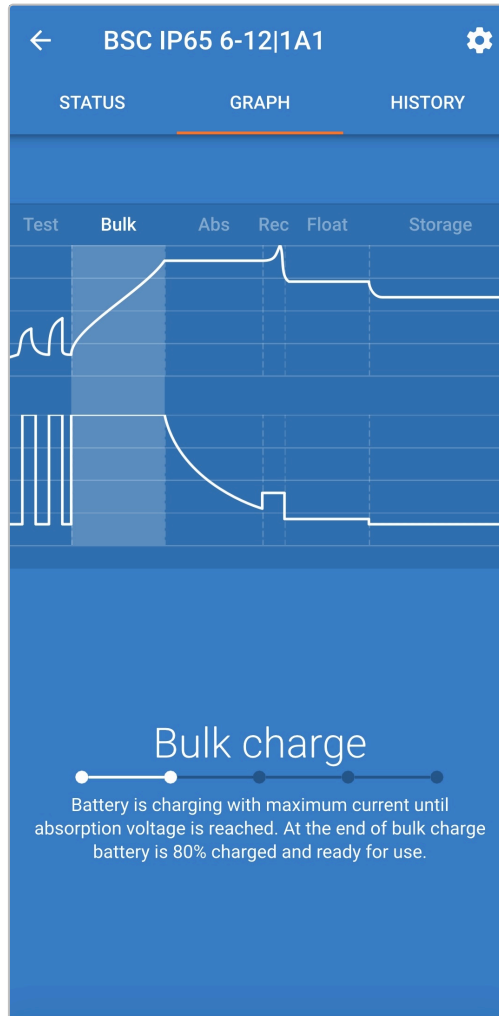 BSC IP65 6-12|1A1
STATUS GRAPH HISTORY
Test Bulk Abs Rec Float Storage
Bulk charge
Battery is charging with maximum current until
absorption voltage is reached. At the end of bulk charge
battery is 80% charged and ready for use.